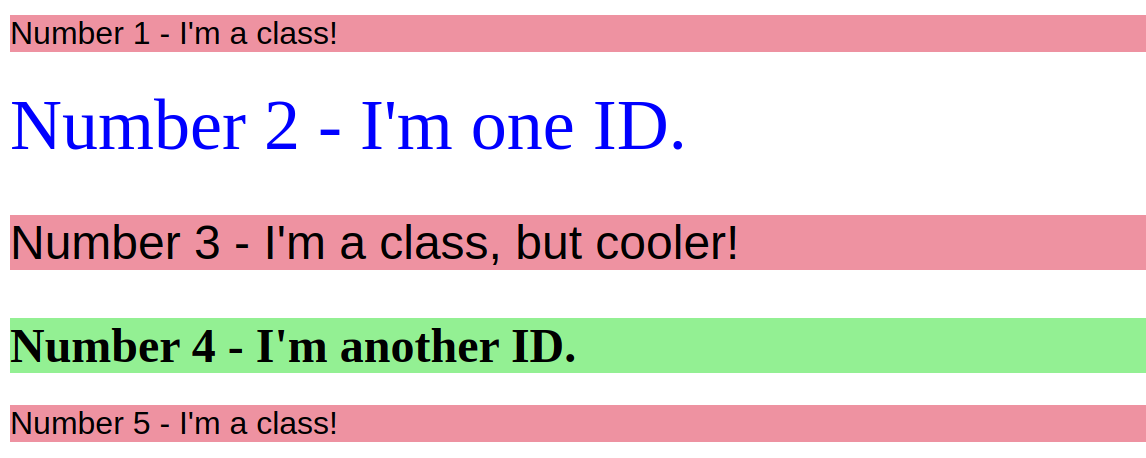 Number 1 - I'm a class!
Number 2 - I'm one ID.
Number 3 - I'm a class, but cooler!
Number 4 - I'm another ID.
Number 5 - I'm a class!